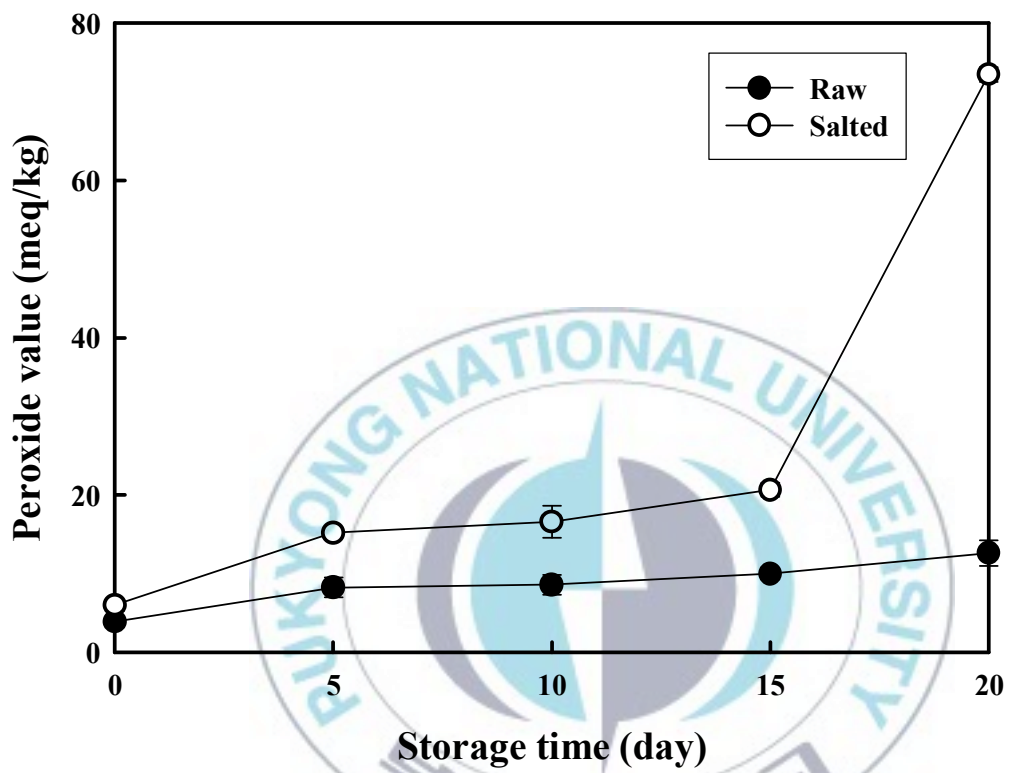 80
60
40
20
0
0 5 10 15 20
Peroxide value (meq/kg)
Storage time (day)
Raw
Salted
PUKYONG NATIONAL UNIVERSITY